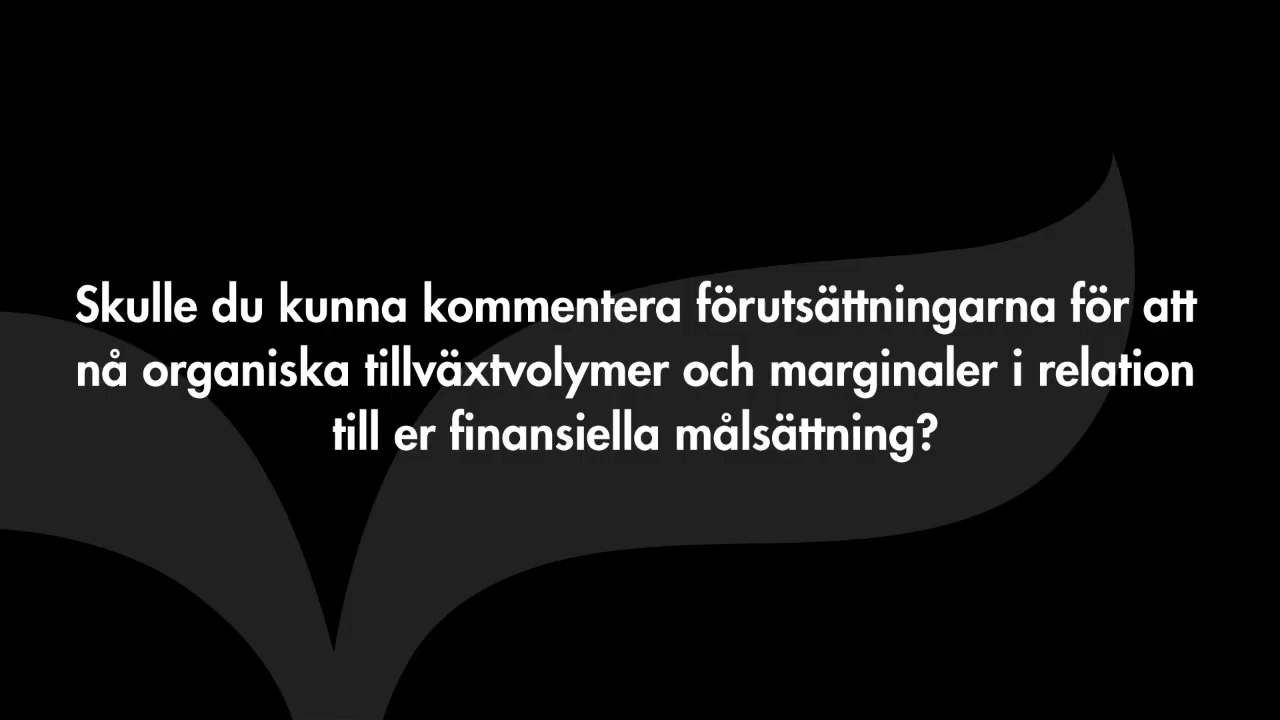 Skulle du kunna kommentera förutsättningarna för att
nå organiska tillväxtvolymer och marginaler i relation
till er finansiella målsättning?